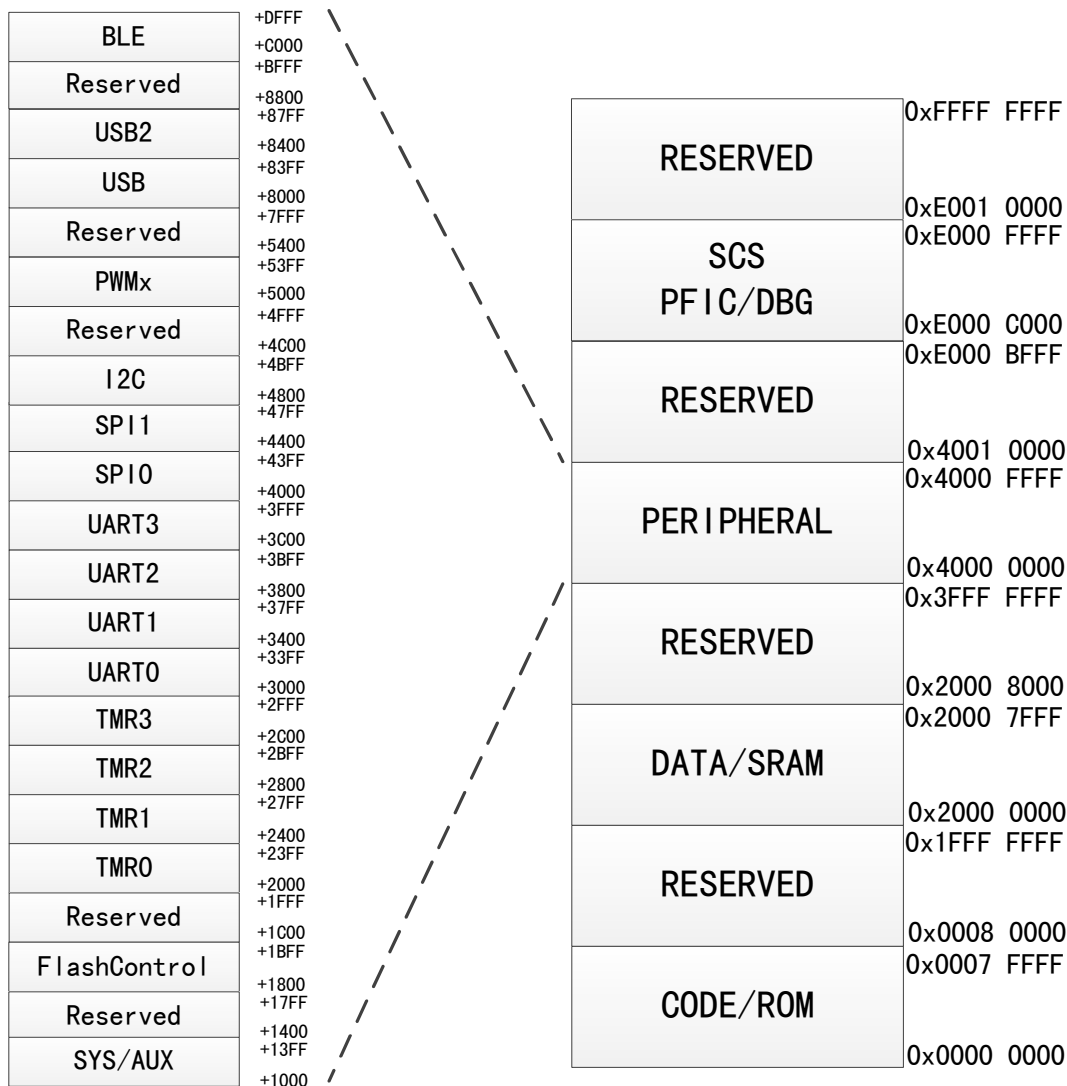 BLE
+DFFF
+C000
Reserved
+BFFF
+8800
USB2
+87FF
+8400
USB
+83FF
+8000
Reserved
+7FFF
+5400
PWMx
+53FF
+5000
Reserved
+4FFF
+4C00
I2C
+4BFF
+4800
SPI1
+47FF
+4400
SPI0
+43FF
+4000
UART3
+3FFF
+3C00
UART2
+3BFF
+3800
UART1
+37FF
+3400
UART0
+33FF
+3000
TMR3
+2FFF
+2C00
TMR2
+2BFF
+2800
TMR1
+27FF
+2400
TMR0
+23FF
+2000
Reserved
+1FFF
+1C00
FlashControl
+1BFF
+1800
Reserved
+17FF
+1400
SYS/AUX
+13FF
+1000
RESERVED
0xFFFF FFFF
0xE001 0000
SCS
PFIC/DBG
0xE000 FFFF
0xE000 C000
RESERVED
0xE000 BFFF
0x4001 0000
PERIPHERAL
0x4000 FFFF
0x4000 0000
RESERVED
0x3FFF FFFF
0x2000 8000
DATA/SRAM
0x2000 7FFF
0x2000 0000
RESERVED
0x1FFF FFFF
0x0008 0000
CODE/ROM
0x0007 FFFF
0x0000 0000